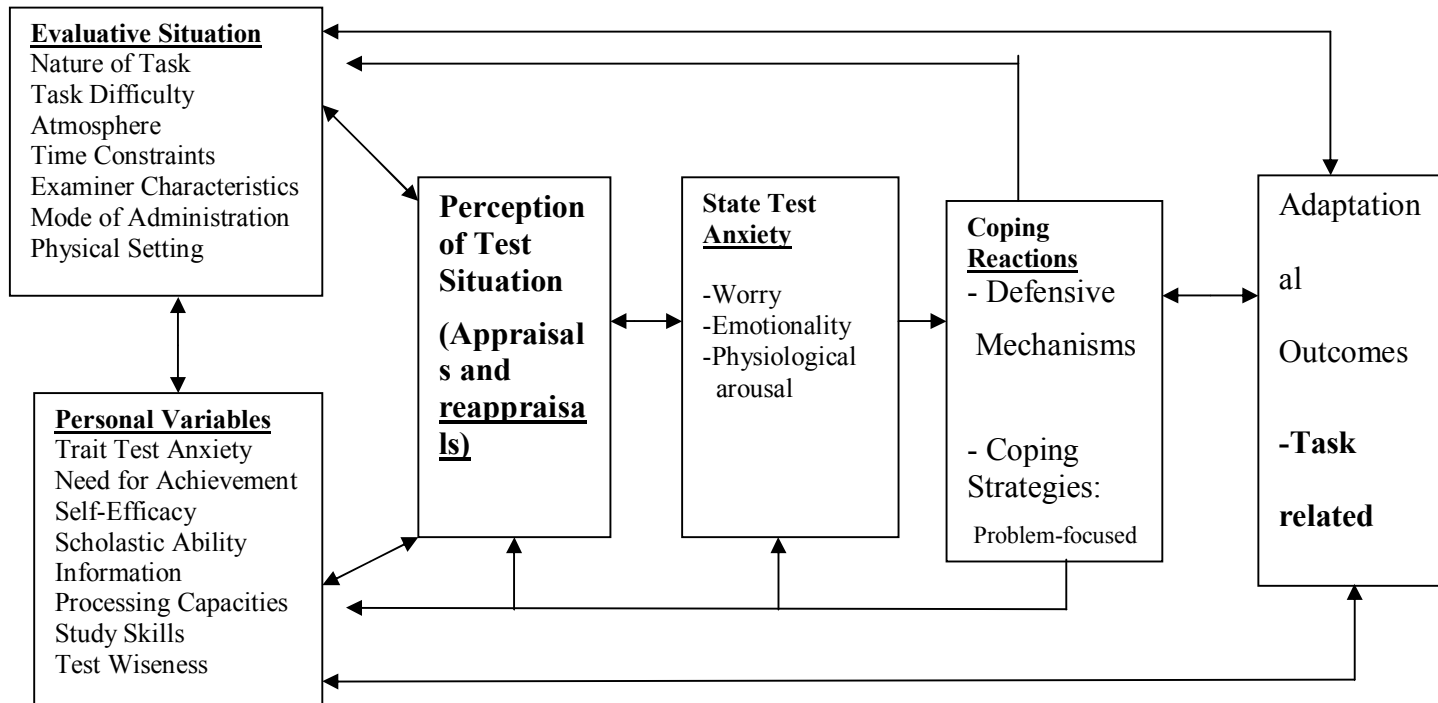 Evaluative Situation
Nature of Task
Task Difficulty
Atmosphere
Time Constraints
Examiner Characteristics
Mode of Administration
Physical Setting
Personal Variables
Trait Test Anxiety
Need for Achievement
Self-Efficacy
Scholastic Ability
Information
Processing Capacities
Study Skills
Test Wiseness
Perception
of Test
Situation
(Appraisal
s and
reappraisa
ls)
State Test
Anxiety
-Worry
-Emotionality
-Physiological
arousal
Coping
Reactions
- Defensive
Mechanisms
- Coping
Strategies:
Problem-focused
Adaptation
al
Outcomes
-Task
related